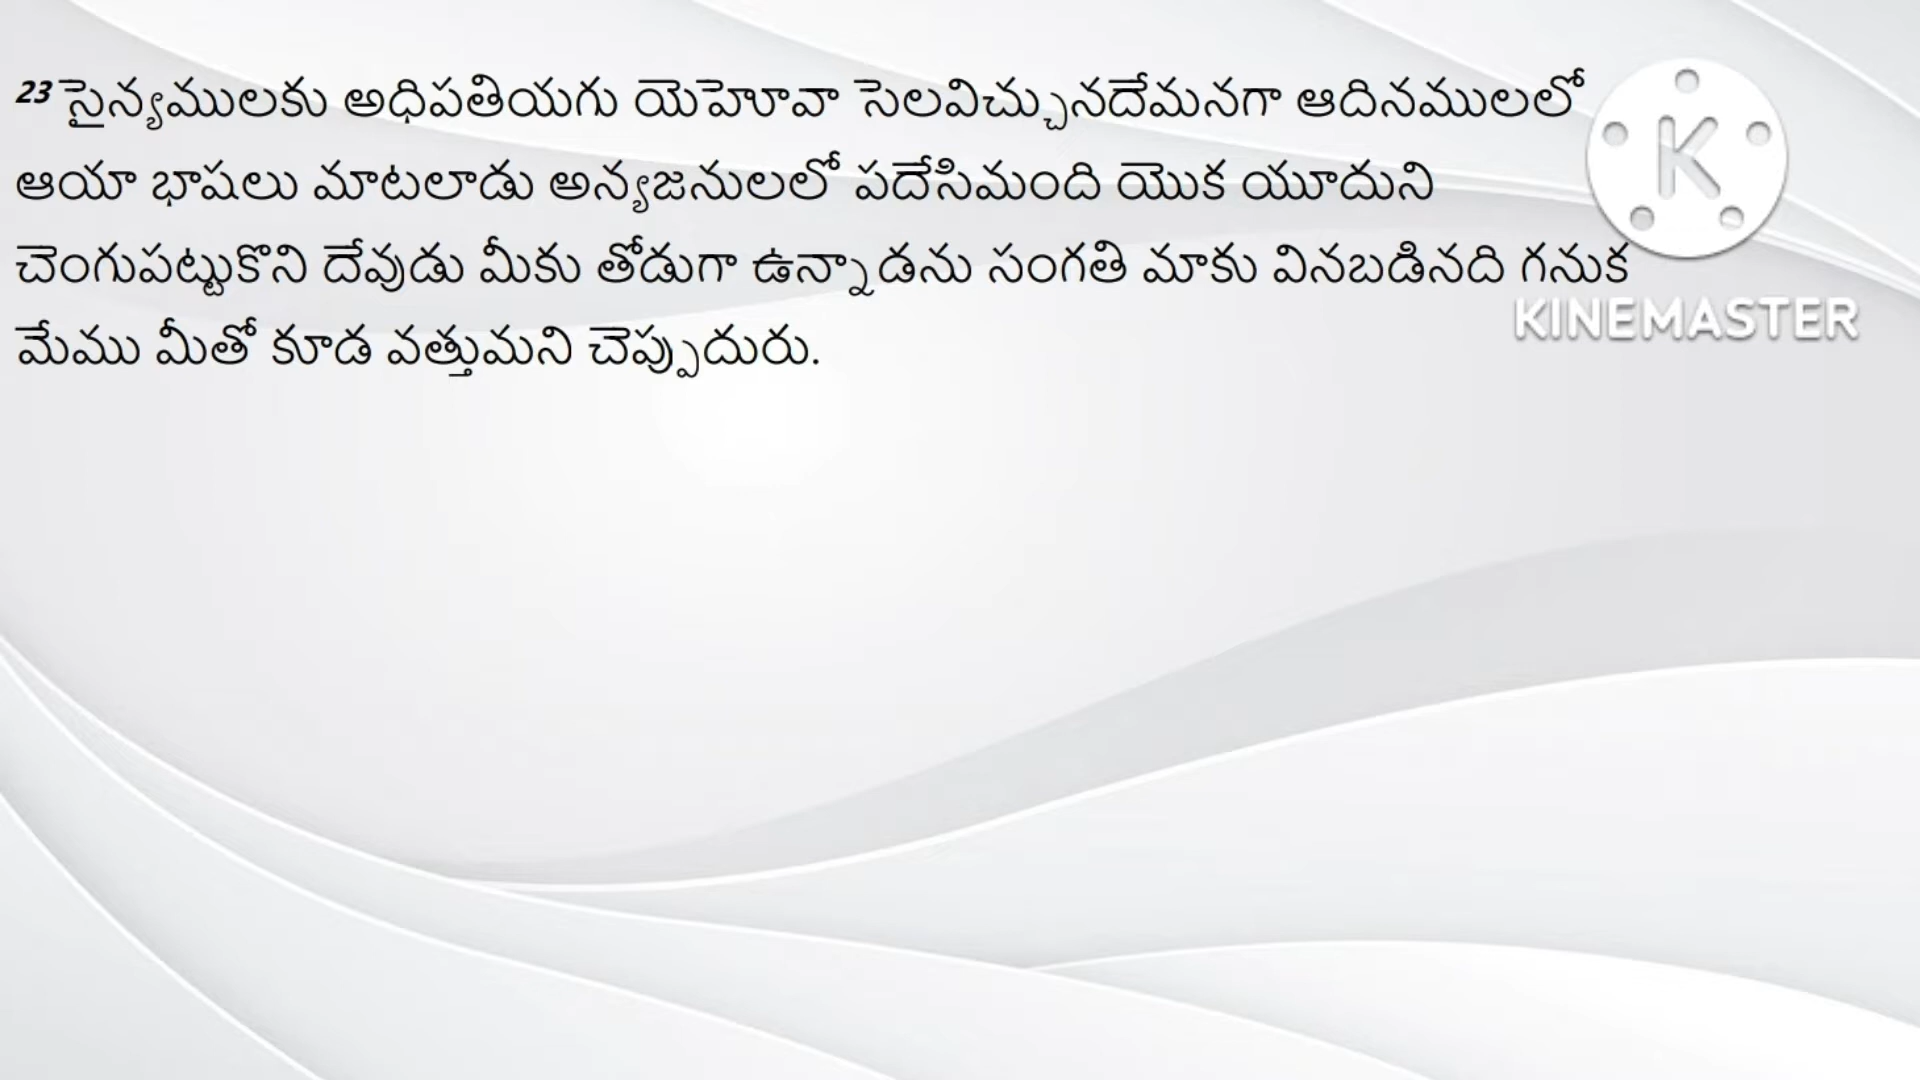 23 సైన్యములకు అధిపతియగు యెహోవా సెలవిచ్చునదేమనగా ఆదినములలో
ఆయా భాషలు మాటలాడు అన్యజనులలో పదేసిమంది యొక యూదుని
చెంగుపట్టుకొని దేవుడు మీకు తోడుగా ఉన్నాడను సంగతి మాకు వినబడినది గనుక
మేము మీతో కూడ వత్తుమని చెప్పుదురు.
K
KINEMASTER